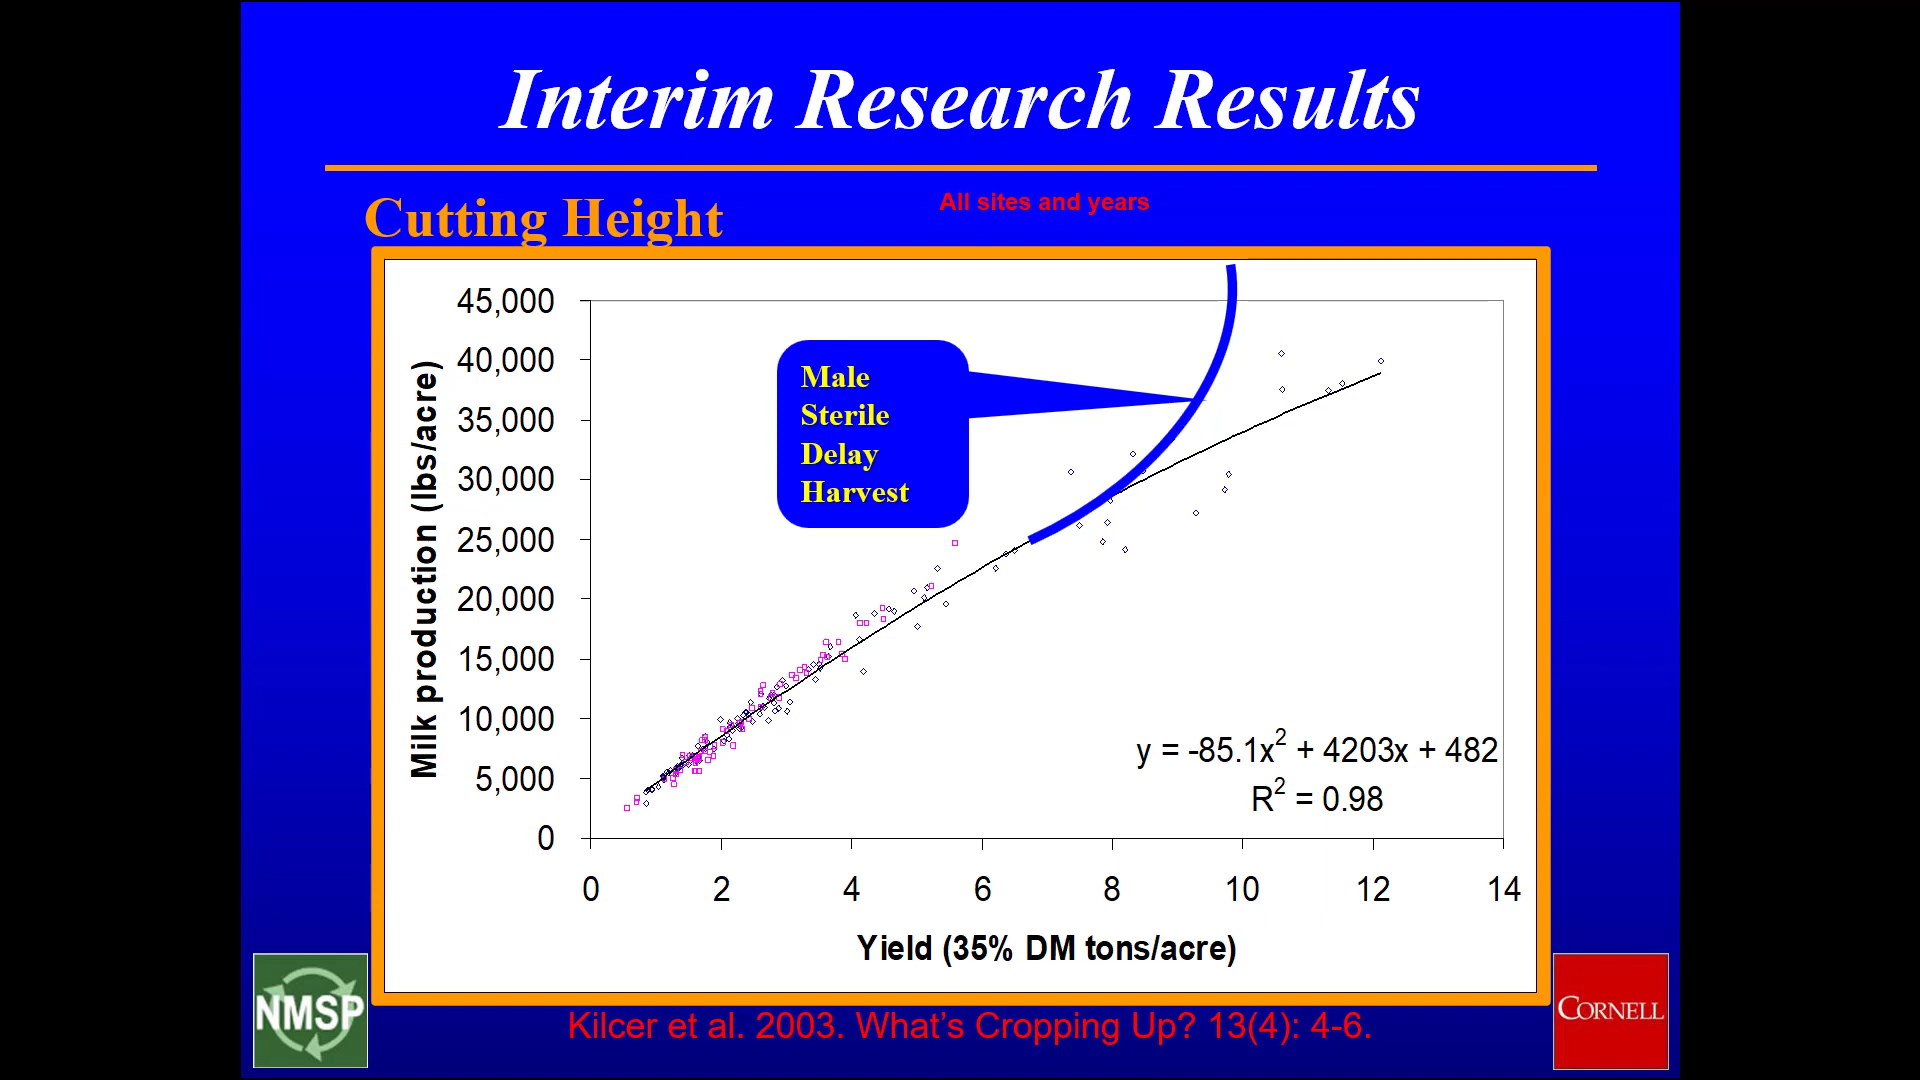 Interim Research Results
Cutting Height
All sites and years
Milk production (lbs/acre)
45,000
40,000
35,000
30,000
25,000
20,000
15,000
10,000
5,000
0
Male
Sterile
Delay
Harvest
y = -85.1x² + 4203x + 482
R² = 0.98
0 2 4 6 8 10 12 14
Yield (35% DM tons/acre)
NMSP
Kilcer et al. 2003. What’s Cropping Up? 13(4): 4-6.
CORNELL